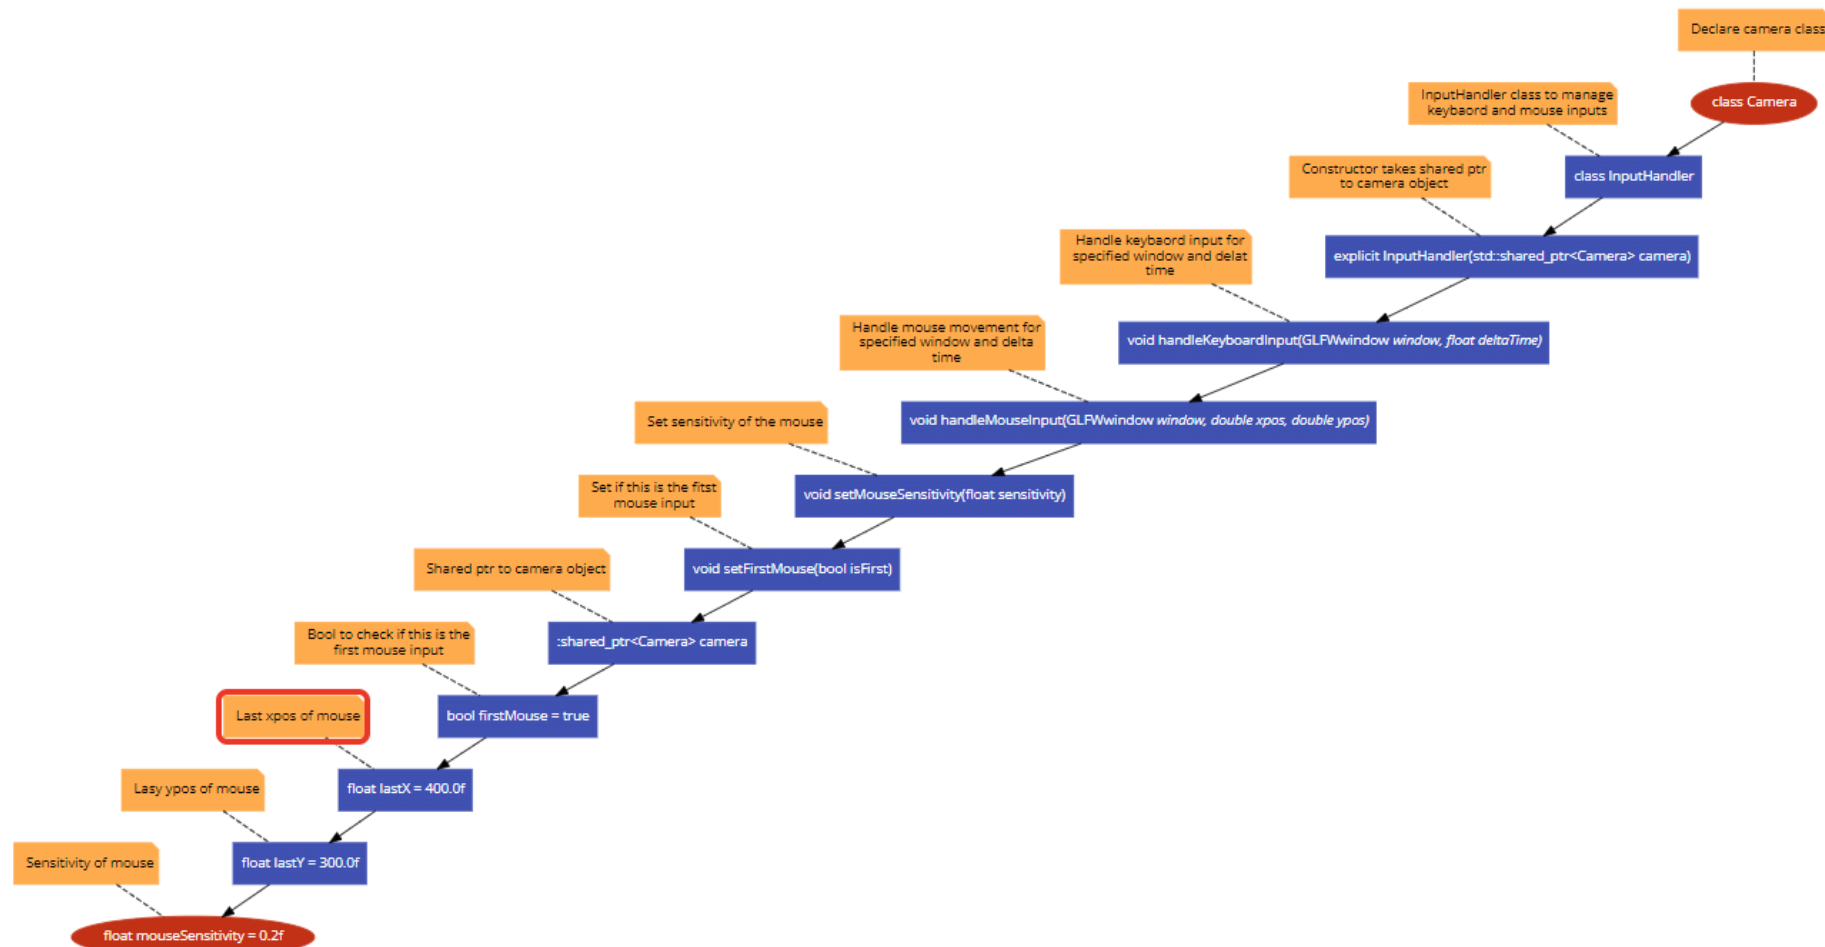 Declare camera class
class Camera
InputHandler class to manage
keybaord and mouse inputs
class InputHandler
Constructor takes shared ptr
to camera object
explicit InputHandler(std::shared_ptr<Camera> camera)
Handle keybaord input for
specified window and delat
time
void handleKeyboardInput(GLFWwindow window, float deltaTime)
Handle mouse movement for
specified window and delta
time
void handleMouseInput(GLFWwindow window, double xpos, double ypos)
Set sensitivity of the mouse
void setMouseSensitivity(float sensitivity)
Set if this is the fitst
mouse input
void setFirstMouse(bool isFirst)
Shared ptr to camera object
:shared_ptr<Camera> camera
Bool to check if this is the
first mouse input
bool firstMouse = true
Last xpos of mouse
float lastX = 400.0f
Lasy ypos of mouse
float lastY = 300.0f
Sensitivity of mouse
float mouseSensitivity = 0.2f